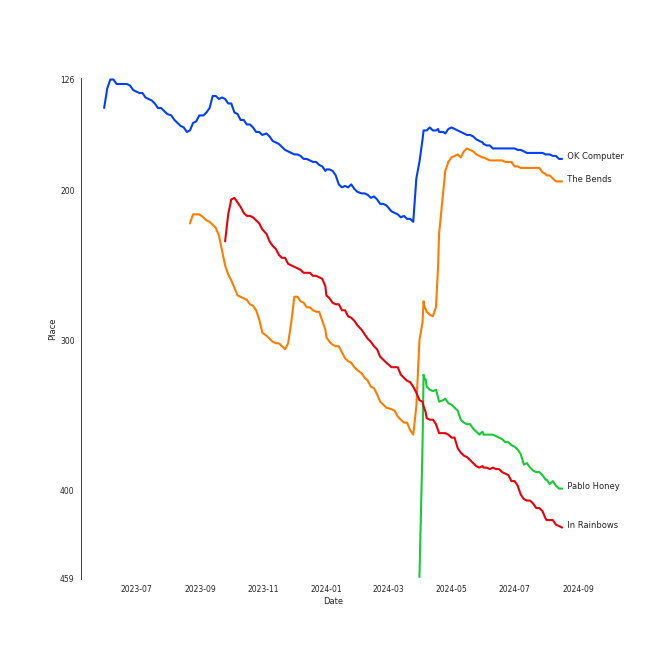 126
200
300
400
459
Place
2023-07
2023-09
2023-11
2024-01
2024-03
2024-05
2024-07
2024-09
Date
OK Computer
The Bends
Pablo Honey
In Rainbows